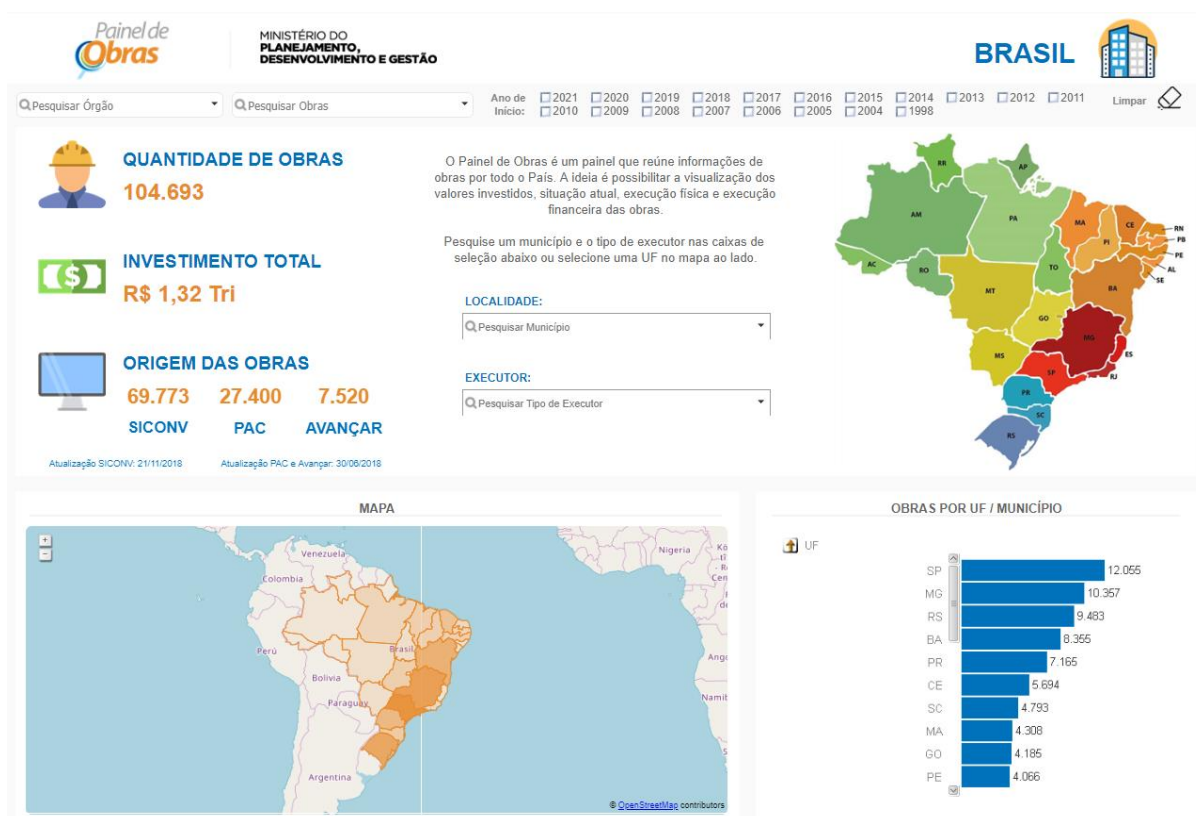 Painel de
Obras
MINISTÉRIO DO
PLANEJAMENTO,
DESENVOLVIMENTO E GESTÃO
BRASIL
Pesquisar Órgão
Pesquisar Obras
Ano de
Início:
2021 2020 2019 2018 2017 2016 2015 2014 2013 2012 2011
2010 2009 2008 2007 2006 2005 2004 1998
Limpar
QUANTIDADE DE OBRAS
104.693
INVESTIMENTO TOTAL
R$ 1,32 Tri
ORIGEM DAS OBRAS
69.773 27.400 7.520
SICONV PAC AVANÇAR
Atualização SICONV: 21/11/2018 Atualização PAC e Avançar: 30/06/2018
O Painel de Obras é um painel que reúne informações de
obras por todo o País. A ideia é possibilitar a visualização dos
valores investidos, situação atual, execução física e execução
financeira das obras.
Pesquise um município e o tipo de executor nas caixas de
seleção abaixo ou selecione uma UF no mapa ao lado.
LOCALIDADE:
Pesquisar Município
EXECUTOR:
Pesquisar Tipo de Executor
RR
AP
AM
PA
MA
CE
RN
PB
PI
PE
AL
SE
AC
RO
TO
BA
MT
GO
MG
ES
MS
SP
RJ
PR
SC
RS
MAPA
+
-
Venezuela
Colombia
Perú
Brasil
Bolivia
Paraguay
Argentina
Nigeria
Cen
Ango
Namib
© OpenStreetMap contributors
OBRAS POR UF / MUNICÍPIO
UF
SP 12.055
MG 10.357
RS 9.483
BA 8.355
PR 7.165
CE 5.694
SC 4.793
MA 4.308
GO 4.185
PE 4.066